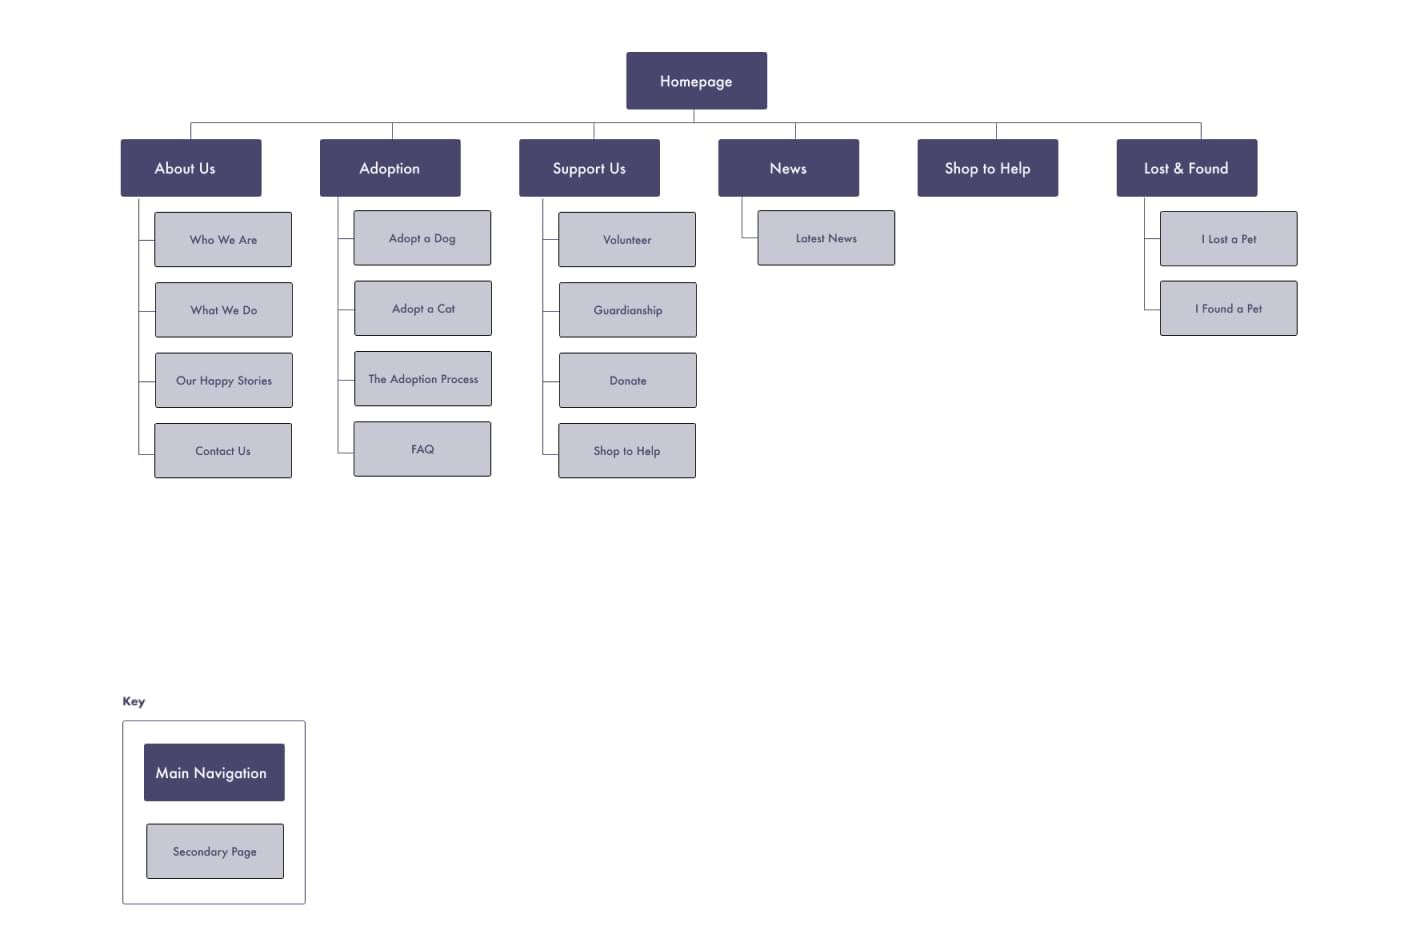 Homepage
About Us
Adoption
Support Us
News
Shop to Help
Lost & Found
Who We Are
What We Do
Our Happy Stories
Contact Us
Adopt a Dog
Adopt a Cat
The Adoption Process
FAQ
Volunteer
Guardianship
Donate
Shop to Help
Latest News
I Lost a Pet
I Found a Pet
Key
Main Navigation
Secondary Page